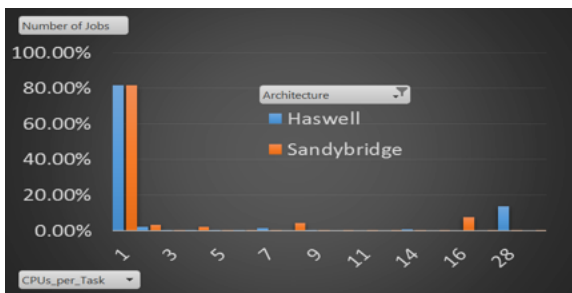 Number of Jobs
100.00%
80.00%
60.00%
40.00%
20.00%
0.00%
Architecture
Haswell
Sandybridge
1 3 5 7 9 11 14 16 28
CPUs_per_Task